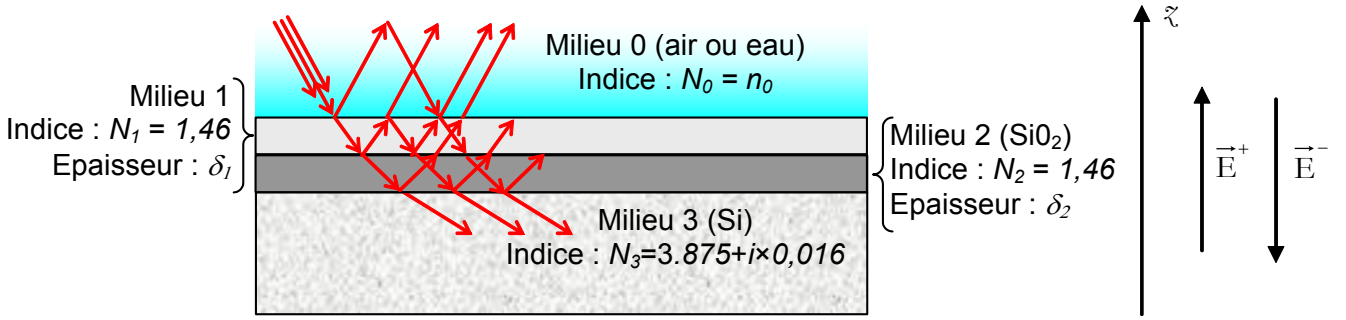 Milieu 0 (air ou eau)
Indice : N₀ = n₀
Milieu 1
Indice : N₁ = 1,46
Epaisseur : δ₁
Milieu 2 (Si0₂)
Indice : N₂ = 1,46
Epaisseur : δ₂
Milieu 3 (Si)
Indice : N₃=3.875+i×0,016
z
E⃗⁺
E⃗⁻